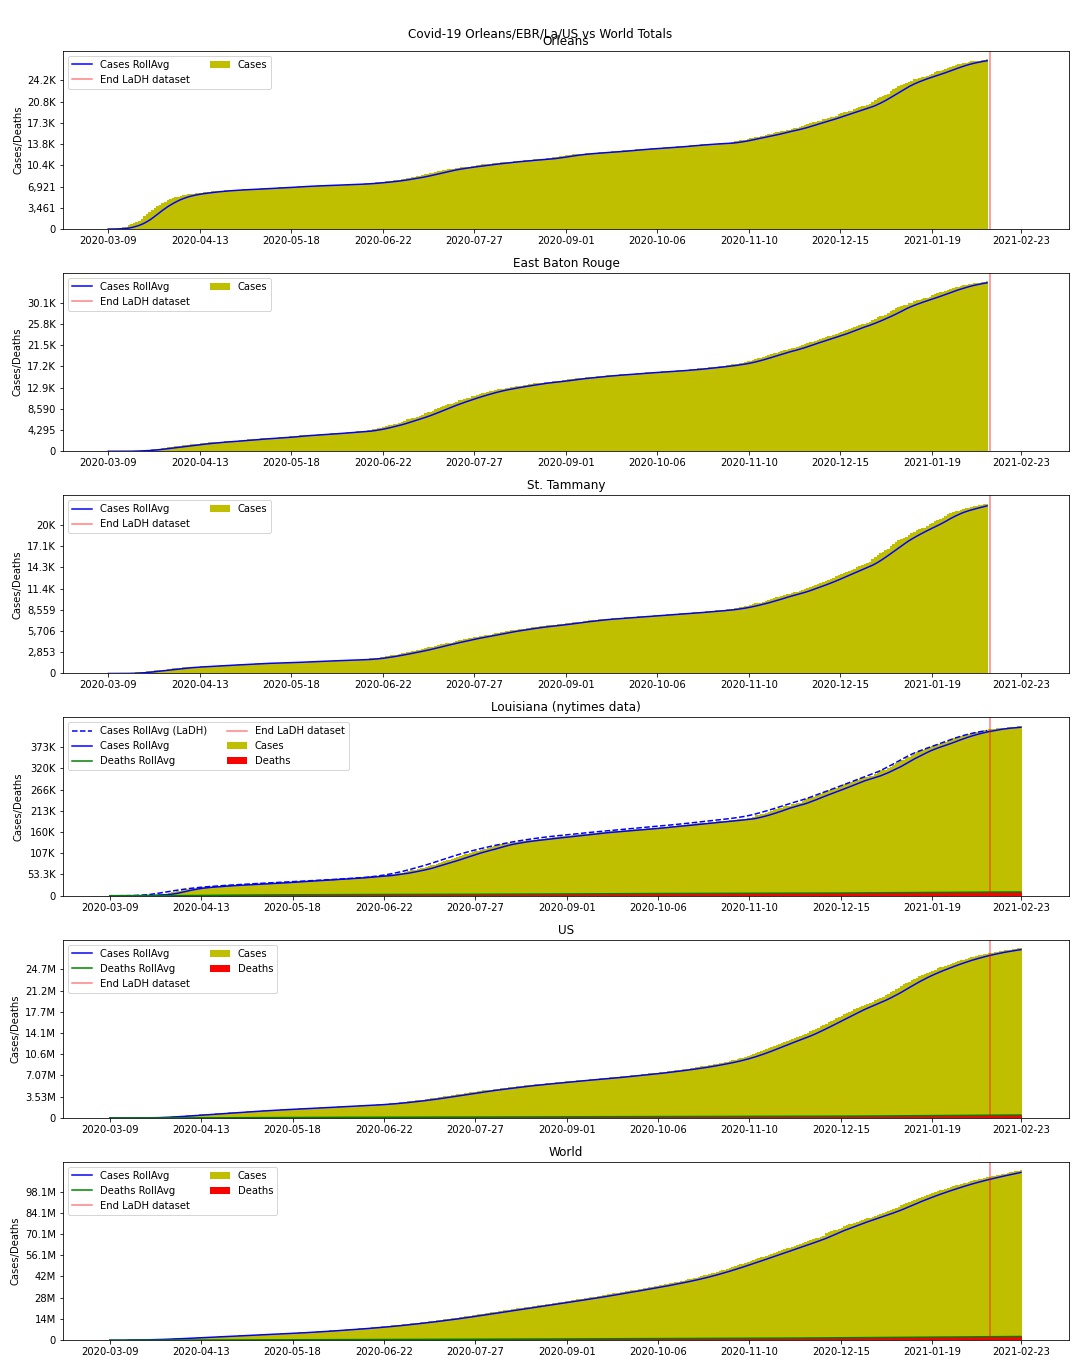 Covid-19 Orleans/EBR/La/US vs World Totals
Orleans
Cases RollAvg Cases
End LaDH dataset
Cases/Deaths
24.2K
20.8K
17.3K
13.8K
10.4K
6,921
3,461
0
2020-03-09 2020-04-13 2020-05-18 2020-06-22 2020-07-27 2020-09-01 2020-10-06 2020-11-10 2020-12-15 2021-01-19 2021-02-23
East Baton Rouge
Cases RollAvg Cases
End LaDH dataset
Cases/Deaths
30.1K
25.8K
21.5K
17.2K
12.9K
8,590
4,295
0
2020-03-09 2020-04-13 2020-05-18 2020-06-22 2020-07-27 2020-09-01 2020-10-06 2020-11-10 2020-12-15 2021-01-19 2021-02-23
St. Tammany
Cases RollAvg Cases
End LaDH dataset
Cases/Deaths
20K
17.1K
14.3K
11.4K
8,559
5,706
2,853
0
2020-03-09 2020-04-13 2020-05-18 2020-06-22 2020-07-27 2020-09-01 2020-10-06 2020-11-10 2020-12-15 2021-01-19 2021-02-23
Louisiana (nytimes data)
Cases RollAvg (LaDH) End LaDH dataset
Cases RollAvg Cases
Deaths RollAvg Deaths
Cases/Deaths
373K
320K
266K
213K
160K
107K
53.3K
0
2020-03-09 2020-04-13 2020-05-18 2020-06-22 2020-07-27 2020-09-01 2020-10-06 2020-11-10 2020-12-15 2021-01-19 2021-02-23
US
Cases RollAvg Cases
Deaths RollAvg Deaths
End LaDH dataset
Cases/Deaths
24.7M
21.2M
17.7M
14.1M
10.6M
7.07M
3.53M
0
2020-03-09 2020-04-13 2020-05-18 2020-06-22 2020-07-27 2020-09-01 2020-10-06 2020-11-10 2020-12-15 2021-01-19 2021-02-23
World
Cases RollAvg Cases
Deaths RollAvg Deaths
End LaDH dataset
Cases/Deaths
98.1M
84.1M
70.1M
56.1M
42M
28M
14M
0
2020-03-09 2020-04-13 2020-05-18 2020-06-22 2020-07-27 2020-09-01 2020-10-06 2020-11-10 2020-12-15 2021-01-19 2021-02-23